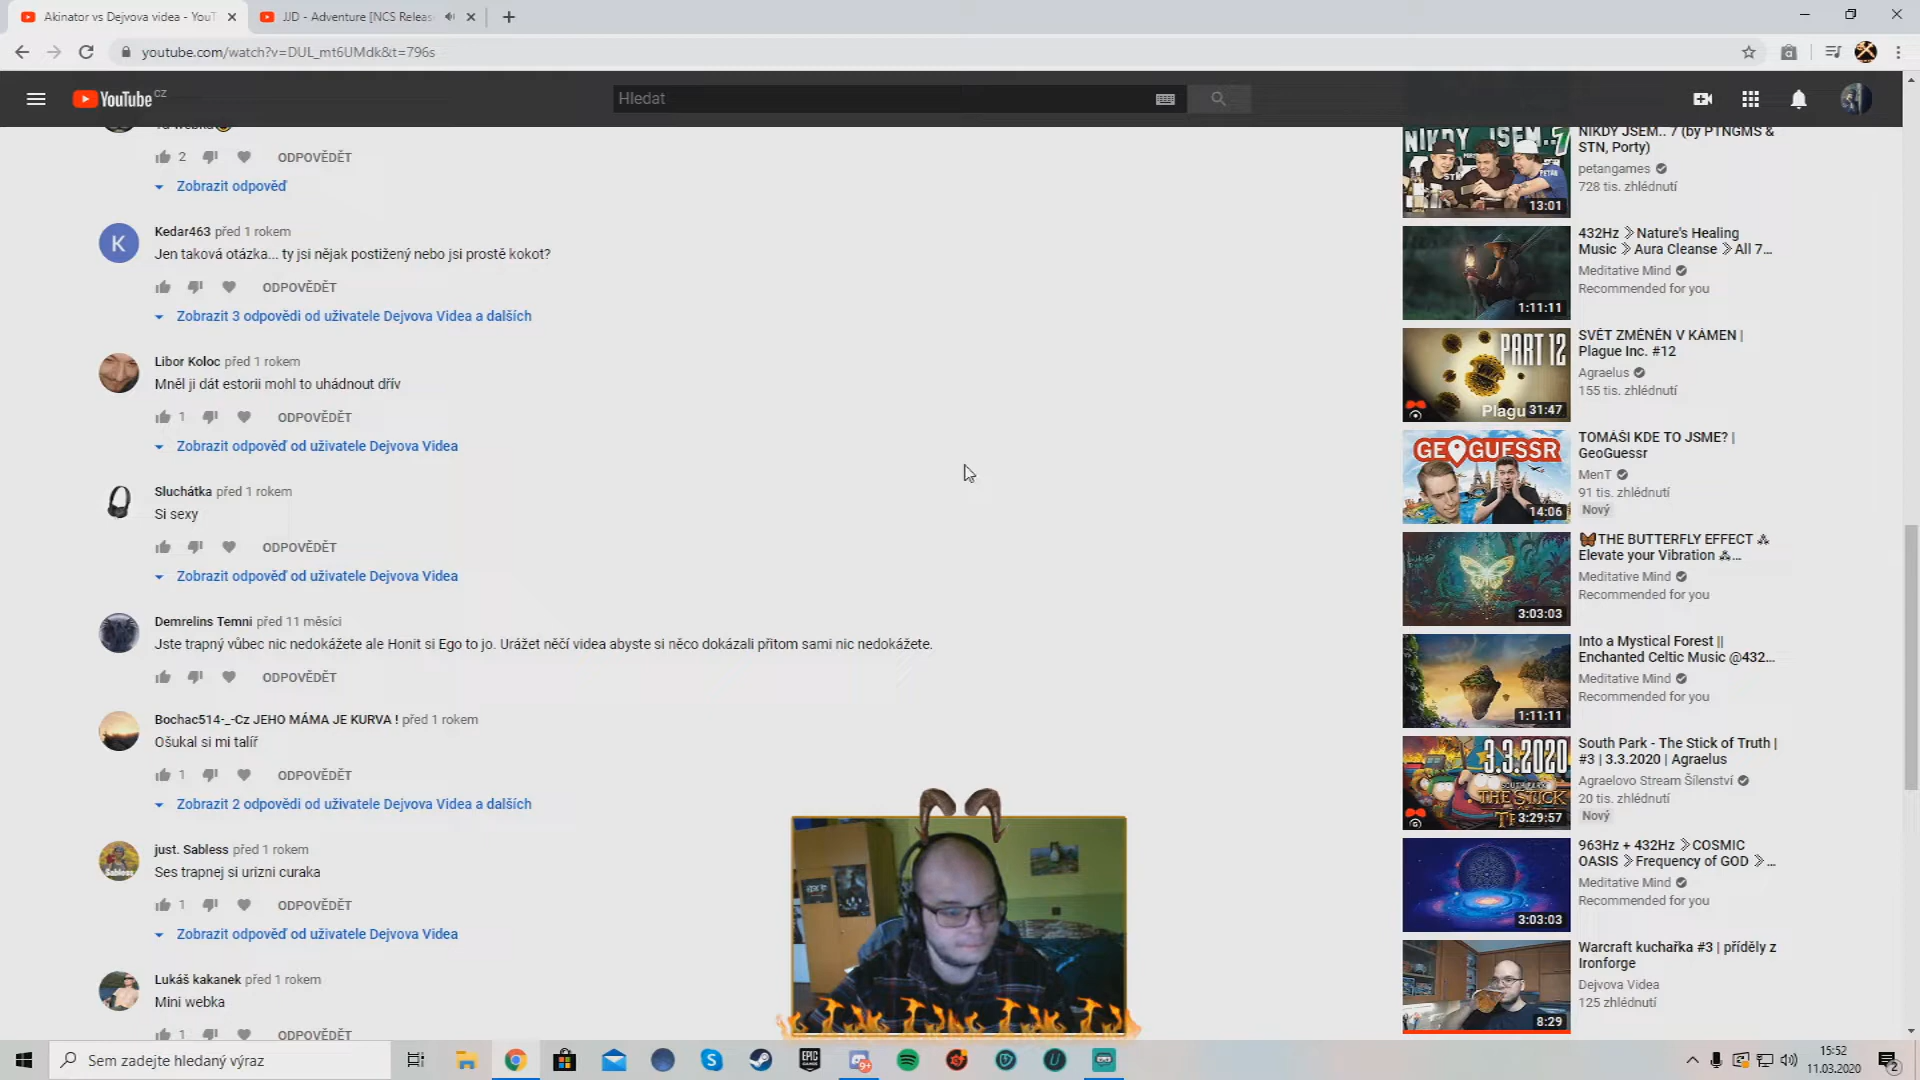 Akinator vs Dejvova videa - YouT
JJD - Adventure [NCS Releas
youtube.com/watch?v=DUL_mt6UMdk&t=796s
YouTube CZ
Hledat
2
ODPOVĚDĚT
Zobrazit odpověď
K
Kedar463 před 1 rokem
Jen taková otázka... ty jsi nějak postižený nebo jsi prostě kokot?
ODPOVĚDĚT
Zobrazit 3 odpovědi od uživatele Dejvova Videa a dalších
Libor Koloc před 1 rokem
Mněl ji dát estorii mohl to uhádnout dřív
1
ODPOVĚDĚT
Zobrazit odpověď od uživatele Dejvova Videa
Sluchátka před 1 rokem
Si sexy
ODPOVĚDĚT
Zobrazit odpověď od uživatele Dejvova Videa
Demrelins Temni před 11 měsíci
Jste trapný vůbec nic nedokážete ale Honit si Ego to jo. Urážet něčí videa abyste si něco dokázali přitom sami nic nedokážete.
ODPOVĚDĚT
Bochac514-_-Cz JEHO MÁMA JE KURVA ! před 1 rokem
Ošukal si mi talíř
1
ODPOVĚDĚT
Zobrazit 2 odpovědi od uživatele Dejvova Videa a dalších
just. Sabless před 1 rokem
Sabless
Ses trapnej si urizni curaka
1
ODPOVĚDĚT
Zobrazit odpověď od uživatele Dejvova Videa
Lukáš kakanek před 1 rokem
Mini webka
1
ODPOVĚDĚT
NIKDY JSEM.. 7
13:01
NIKDY JSEM.. 7 (by PTNGMS &
STN, Porty)
petangames
728 tis. zhlédnutí
1:11:11
432Hz Nature's Healing
Music Aura Cleanse All 7...
Meditative Mind
Recommended for you
PART 12
Plagu
31:47
SVĚT ZMĚNĚN V KÁMEN |
Plague Inc. #12
Agraelus
155 tis. zhlédnutí
GEOGUESSR
14:06
TOMÁŠI KDE TO JSME? |
GeoGuessr
MenT
91 tis. zhlédnutí
Nový
3:03:03
THE BUTTERFLY EFFECT
Elevate your Vibration ...
Meditative Mind
Recommended for you
1:11:11
Into a Mystical Forest ||
Enchanted Celtic Music @432...
Meditative Mind
Recommended for you
3.3.2020
SOUTH PARK
THE STICK
3:29:57
South Park - The Stick of Truth |
#3 | 3.3.2020 | Agraelus
Agraelovo Stream Šílenství
20 tis. zhlédnutí
Nový
3:03:03
963Hz + 432Hz COSMIC
OASIS Frequency of GOD ...
Meditative Mind
Recommended for you
8:29
Warcraft kuchařka #3 | příděly z
Ironforge
Dejvova Videa
125 zhlédnutí
Sem zadejte hledaný výraz
EPIC
GAMES
9+
15:52
11.03.2020
2